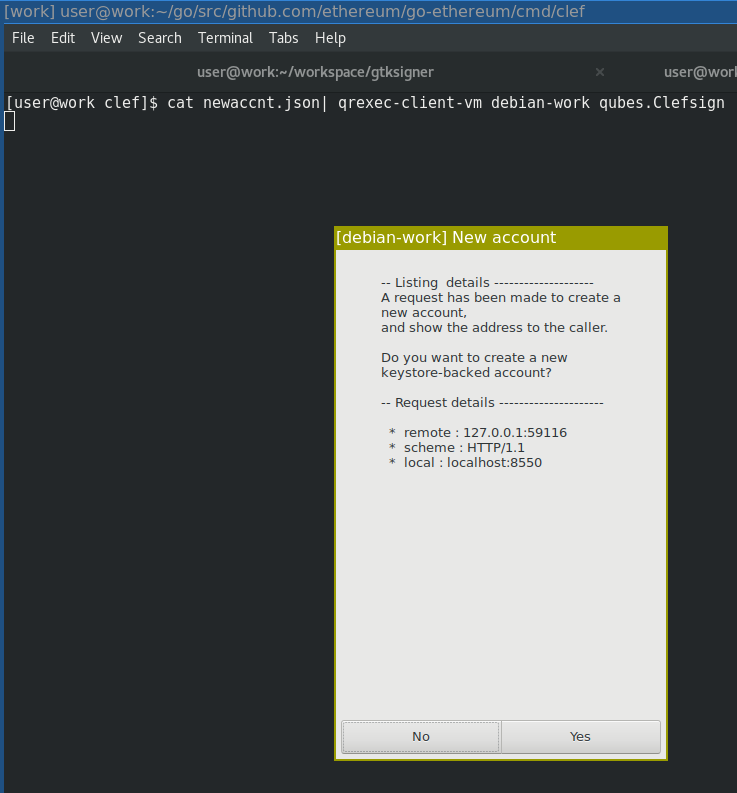 [work] user@work:~/go/src/github.com/ethereum/go-ethereum/cmd/clef
File Edit View Search Terminal Tabs Help
user@work:~/workspace/gtksigner × user@wor
[user@work clef]$ cat newaccnt.json| qrexec-client-vm debian-work qubes.Clefsign
[debian-work] New account
-- Listing  details --------------------
A request has been made to create a
new account,
and show the address to the caller.
Do you want to create a new
keystore-backed account?
-- Request details ---------------------
* remote : 127.0.0.1:59116
* scheme : HTTP/1.1
* local : localhost:8550
No Yes